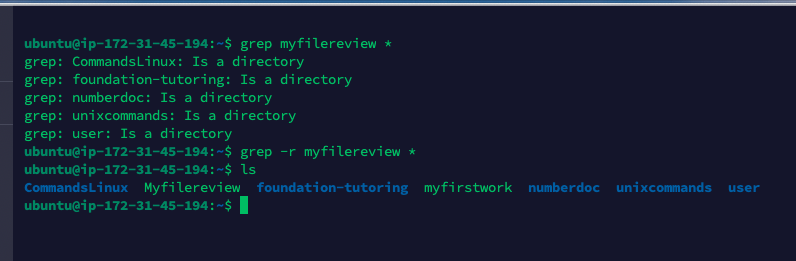 ubuntu@ip-172-31-45-194:~$ grep myfilereview *
grep: CommandsLinux: Is a directory
grep: foundation-tutoring: Is a directory
grep: numberdoc: Is a directory
grep: unixcommands: Is a directory
grep: user: Is a directory
ubuntu@ip-172-31-45-194:~$ grep -r myfilereview *
ubuntu@ip-172-31-45-194:~$ ls
CommandsLinux  Myfilereview  foundation-tutoring  myfirstwork  numberdoc  unixcommands  user
ubuntu@ip-172-31-45-194:~$